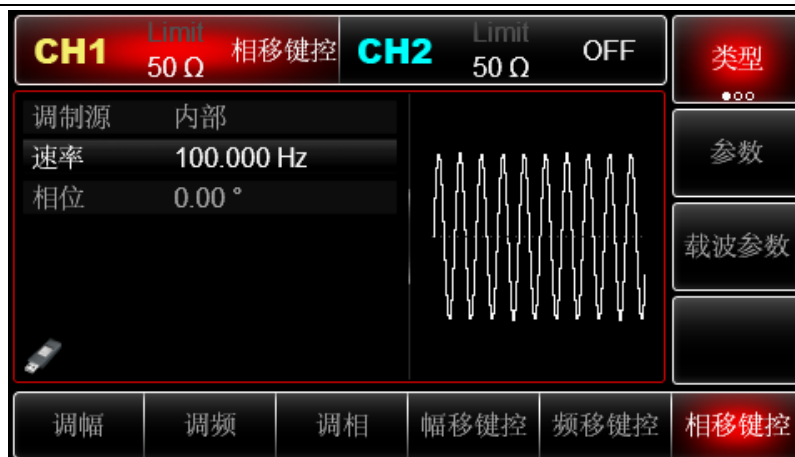 CH1 Limit 50 Ω 相移键控 CH2 Limit 50 Ω OFF
类型
调制源 内部
速率 100.000 Hz
相位 0.00 °
参数
载波参数
调幅 调频 调相 幅移键控 频移键控 相移键控